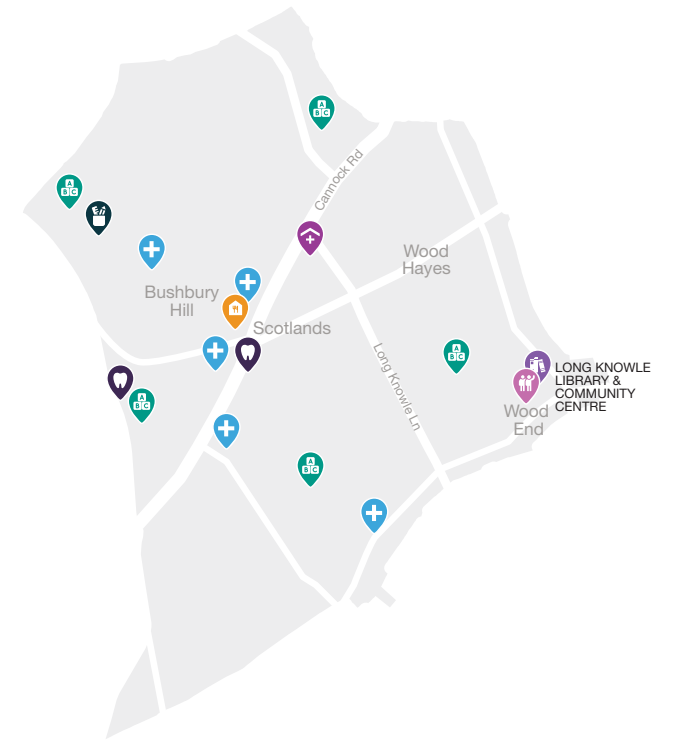 A
B C
Cannock Rd
A
B C
Wood
Hayes
Bushbury
Hill
Scotlands
Long Knowle Ln
A
B C
LONG KNOWLE
LIBRARY &
COMMUNITY
CENTRE
A
B C
Wood
End
A
B C